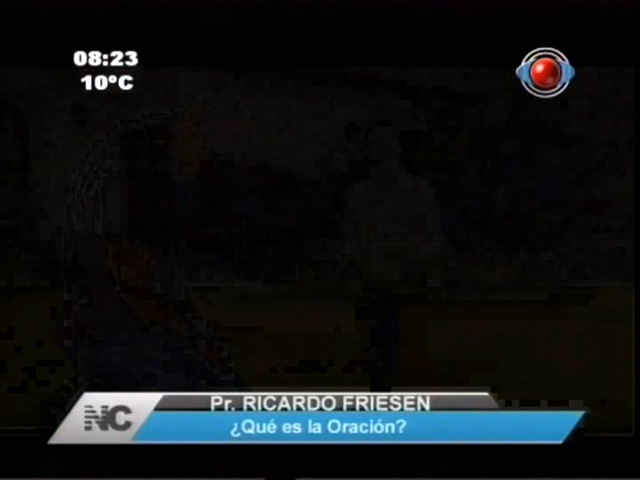 08:23
10°C
Pr. RICARDO FRIESEN
NC
¿Qué es la Oración?